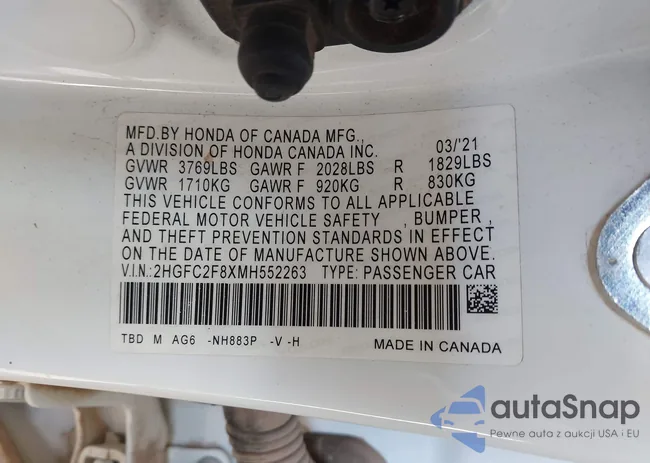 MFD.BY HONDA OF CANADA MFG.,
A DIVISION OF HONDA CANADA INC. 03/'21
GVWR 3769LBS GAWR F 2028LBS R 1829LBS
GVWR 1710KG GAWR F 920KG R 830KG
THIS VEHICLE CONFORMS TO ALL APPLICABLE
FEDERAL MOTOR VEHICLE SAFETY , BUMPER ,
AND THEFT PREVENTION STANDARDS IN EFFECT
ON THE DATE OF MANUFACTURE SHOWN ABOVE.
V.I.N.:2HGFC2F8XMH552263 TYPE: PASSENGER CAR
TBD M AG6 -NH883P -V -H MADE IN CANADA
autaSnap
Pewne auta z aukcji USA i EU